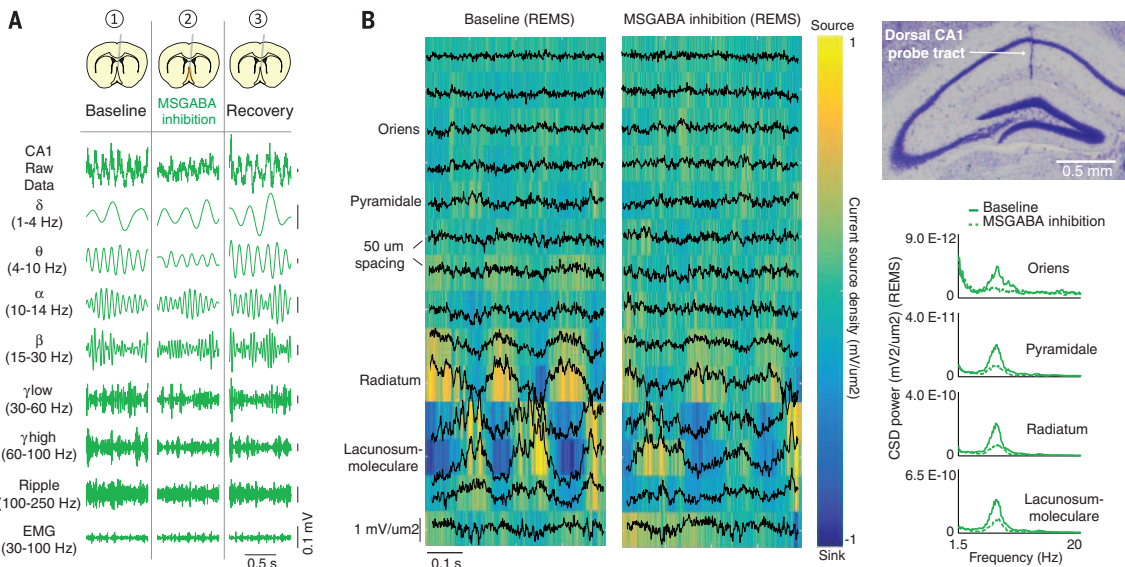 A
① ② ③
Baseline
MSGABA
inhibition
Recovery
CA1
Raw
Data
δ
(1-4 Hz)
θ
(4-10 Hz)
α
(10-14 Hz)
β
(15-30 Hz)
γlow
(30-60 Hz)
γhigh
(60-100 Hz)
Ripple
(100-250 Hz)
EMG
(30-100 Hz)
0.1 mV
0.5 s
B
Baseline (REMS)
MSGABA inhibition (REMS)
Oriens
Pyramidale
50 um
spacing
Radiatum
Lacunosum-
moleculare
1 mV/um2
0.1 s
Source
1
Current source density (mV/um2)
-1
Sink
Dorsal CA1
probe tract
0.5 mm
Baseline
MSGABA inhibition
CSD power (mV2/um2) (REMS)
9.0 E-12
Oriens
0
4.0 E-11
Pyramidale
0
4.0 E-10
Radiatum
0
6.5 E-10
Lacunosum-
moleculare
0
1.5
20
Frequency (Hz)